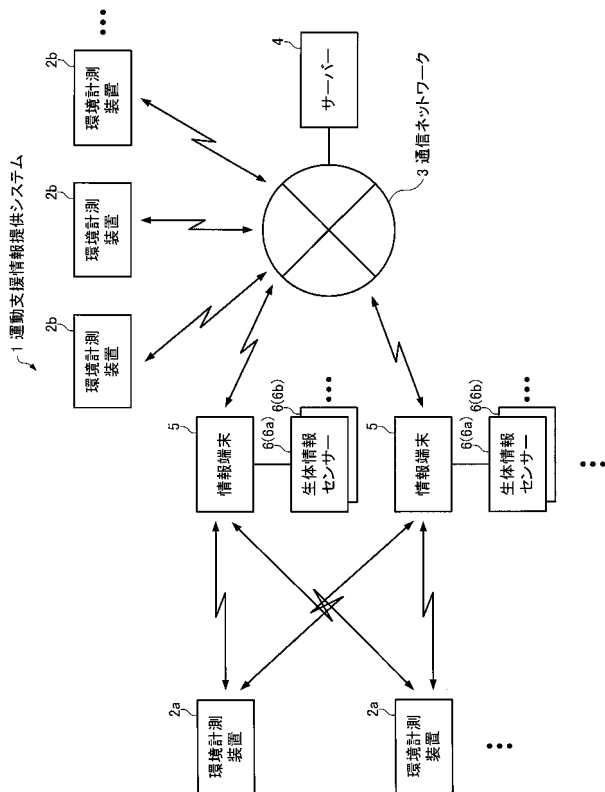 1 運動支援情報提供システム
2b
環境計測
装置
2b
環境計測
装置
2b
環境計測
装置
•••
4
サーバー
3 通信ネットワーク
5
情報端末
6(6a)
6(6b)
生体情報
センサー
•••
5
情報端末
6(6a)
6(6b)
生体情報
センサー
•••
•••
2a
環境計測
装置
2a
環境計測
装置
•••